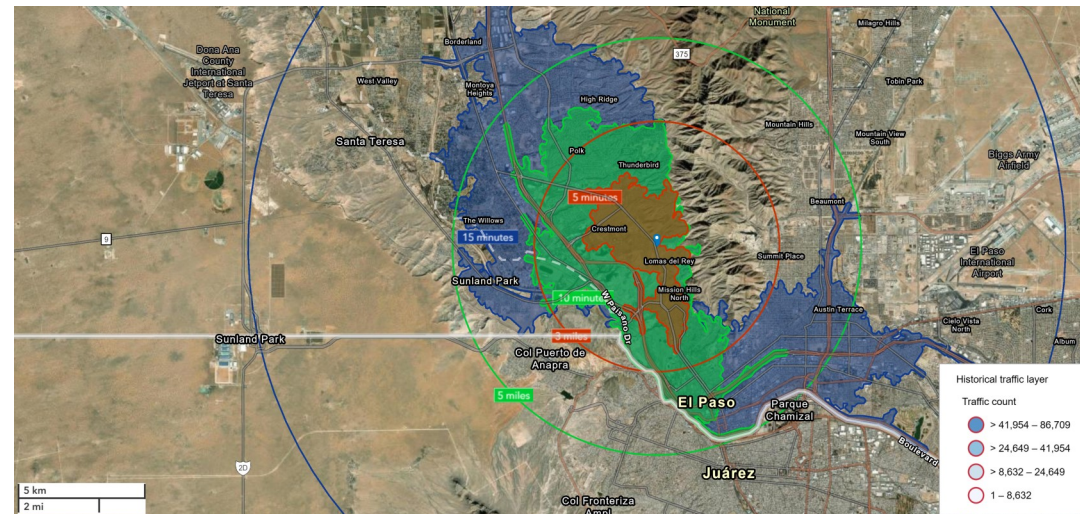 National
Monument
Milagro Hills
Borderland
375
Dona Ana
County
International
Jetport at Santa
Teresa
West Valley
Montoya
Heights
Tobin Park
High Ridge
Mountain Hills
Santa Teresa
Mountain View
South
Polk
Thunderbird
Biggs Army
Airfield
5 minutes
Beaumont
The Willows
Crestmont
15 minutes
9
Summit Place
El Paso
International
Airport
Lomas del Rey
Sunland Park
Mission Hills
North
10 minutes
W Paisano Dr
Austin Terrace
Cork
Cielo Vista
North
3 miles
Sunland Park
Album
Col Puerto de
Anapra
5 miles
El Paso
Parque
Chamizal
Boulevard
2D
Juárez
Col Fronteriza
Ampl
5 km
2 mi
Historical traffic layer
Traffic count
> 41,954 – 86,709
> 24,649 – 41,954
> 8,632 – 24,649
1 – 8,632